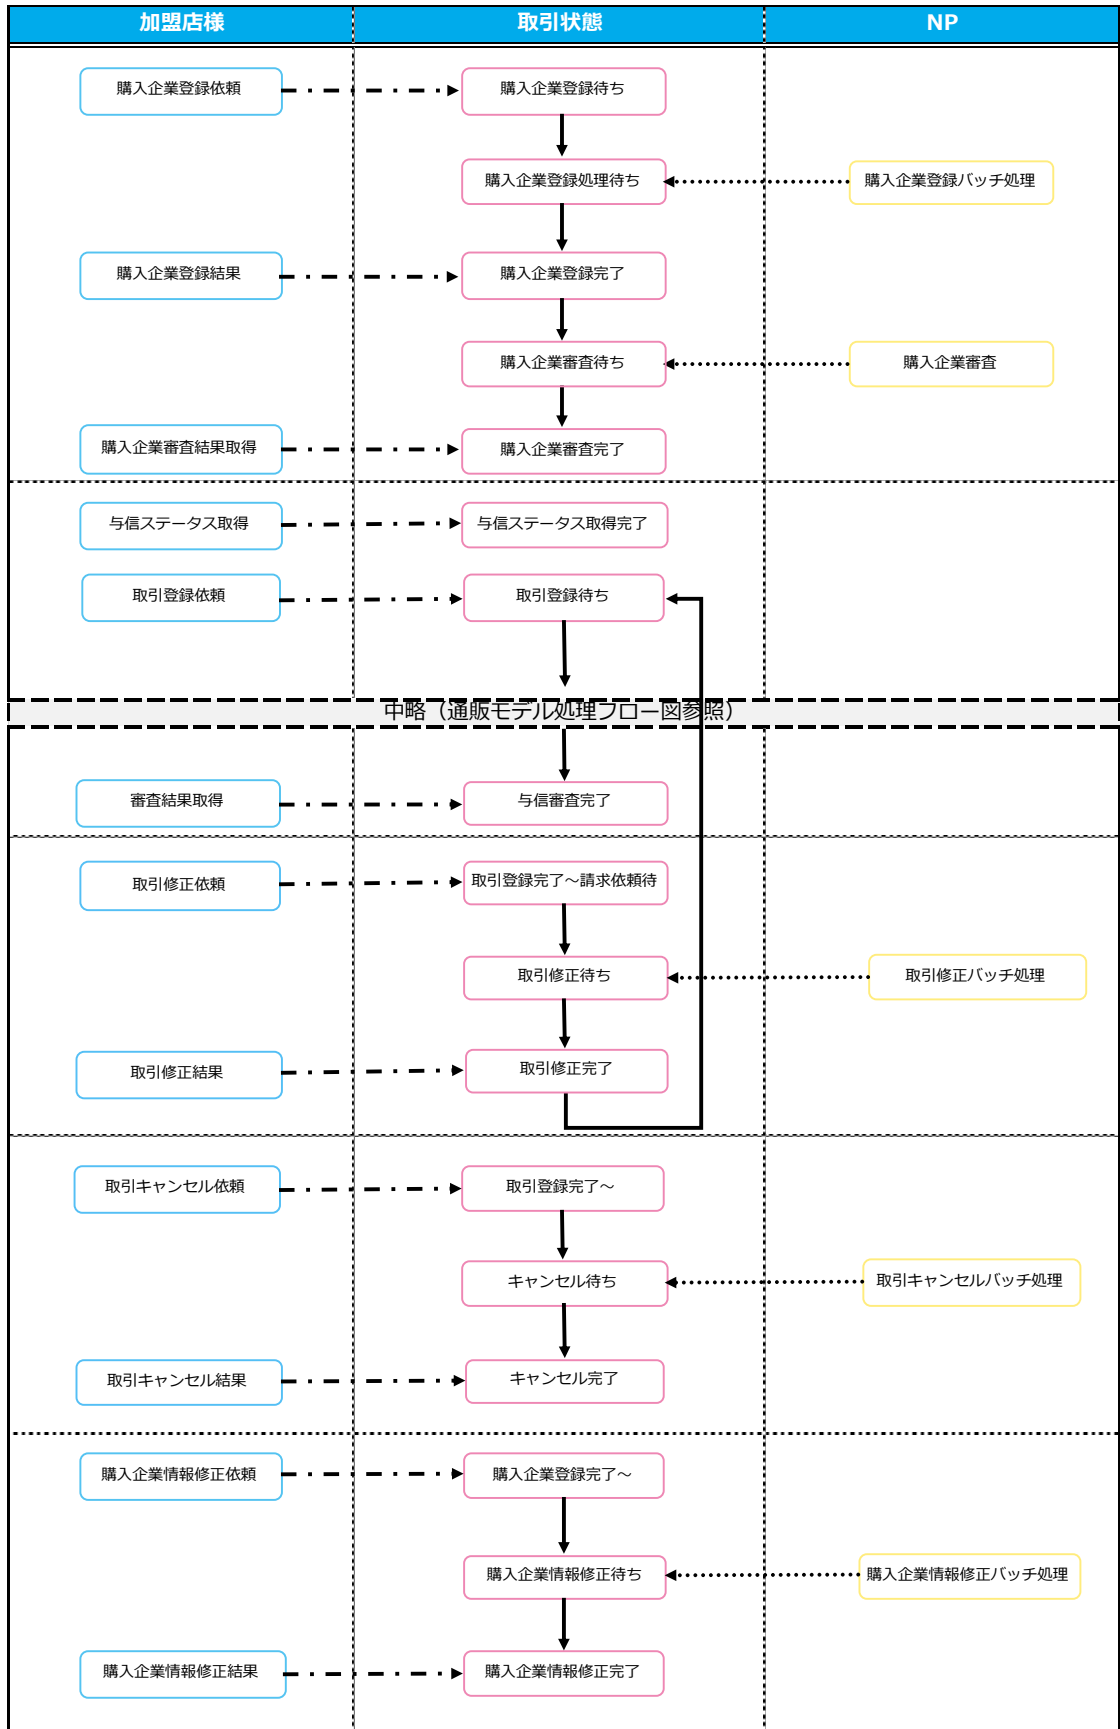 加盟店様
取引状態
NP
購入企業登録依頼
購入企業登録待ち
購入企業登録処理待ち
購入企業登録バッチ処理
購入企業登録結果
購入企業登録完了
購入企業審査待ち
購入企業審査
購入企業審査結果取得
購入企業審査完了
与信ステータス取得
与信ステータス取得完了
取引登録依頼
取引登録待ち
中略（通販モデル処理フロー図参照）
審査結果取得
与信審査完了
取引修正依頼
取引登録完了～請求依頼待
取引修正待ち
取引修正バッチ処理
取引修正結果
取引修正完了
取引キャンセル依頼
取引登録完了～
キャンセル待ち
取引キャンセルバッチ処理
取引キャンセル結果
キャンセル完了
購入企業情報修正依頼
購入企業登録完了～
購入企業情報修正待ち
購入企業情報修正バッチ処理
購入企業情報修正結果
購入企業情報修正完了